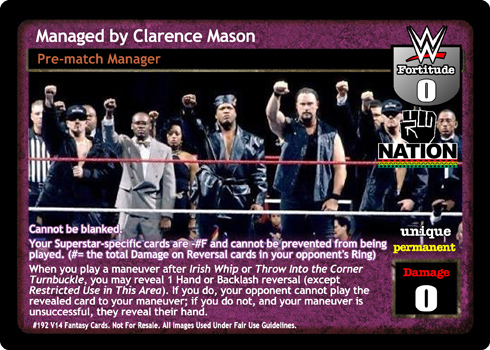 Managed by Clarence Mason
Pre-match Manager
W
Fortitude
0
NATION
Cannot be blanked!
Your Superstar-specific cards are -#F and cannot be prevented from being
played. (#= the total Damage on Reversal cards in your opponent's Ring)
When you play a maneuver after Irish Whip or Throw Into the Corner
Turnbuckle, you may reveal 1 Hand or Backlash reversal (except
Restricted Use in This Area). If you do, your opponent cannot play the
revealed card to your maneuver; if you do not, and your maneuver is
unsuccessful, they reveal their hand.
unique
permanent
Damage
0
#192 V14 Fantasy Cards. Not For Resale. All Images Used Under Fair Use Guidelines.